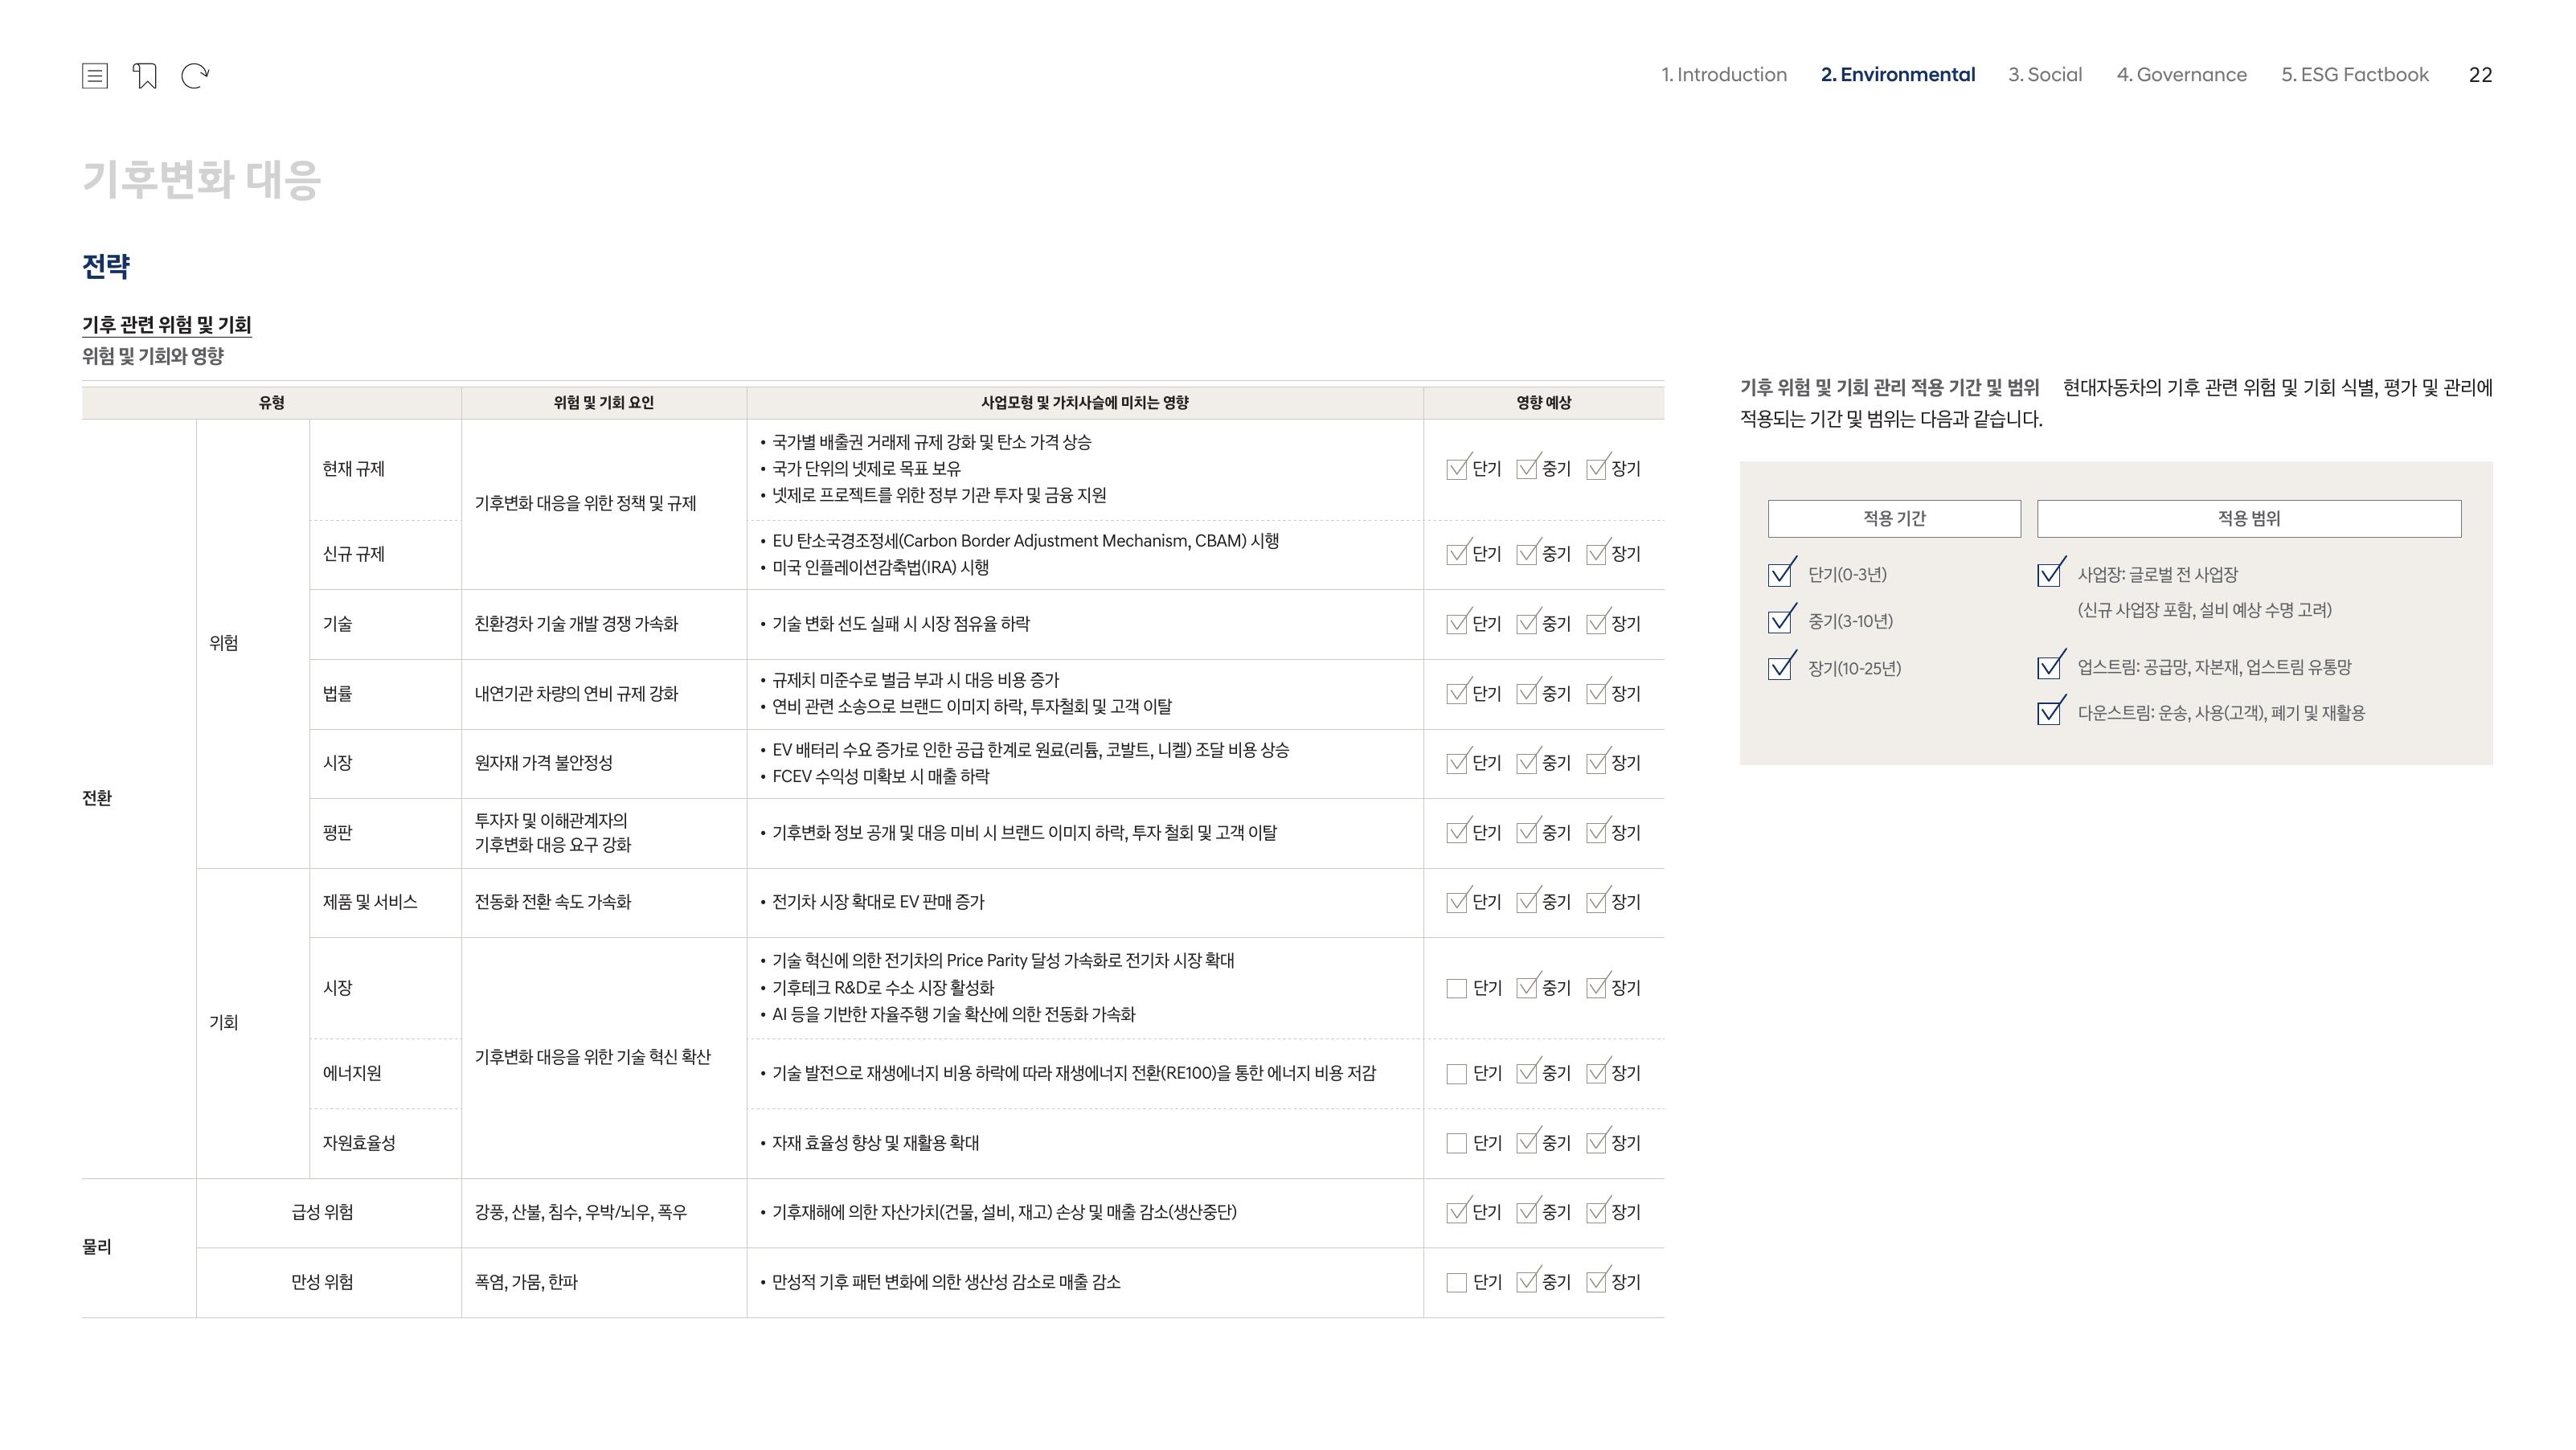 1. Introduction 2. Environmental 3. Social 4. Governance 5. ESG Factbook 22
기후변화 대응
전략
기후 관련 위험 및 기회
위험 및 기회와 영향
유형 위험 및 기회 요인 사업모형 및 가치사슬에 미치는 영향 영향 예상
전환
위험
현재 규제
기후변화 대응을 위한 정책 및 규제
• 국가별 배출권 거래제 규제 강화 및 탄소 가격 상승
• 국가 단위의 넷제로 목표 보유
• 넷제로 프로젝트를 위한 정부 기관 투자 및 금융 지원
단기 중기 장기
신규 규제
• EU 탄소국경조정세(Carbon Border Adjustment Mechanism, CBAM) 시행
• 미국 인플레이션감축법(IRA) 시행
단기 중기 장기
기술 친환경차 기술 개발 경쟁 가속화 • 기술 변화 선도 실패 시 시장 점유율 하락 단기 중기 장기
법률 내연기관 차량의 연비 규제 강화
• 규제치 미준수로 벌금 부과 시 대응 비용 증가
• 연비 관련 소송으로 브랜드 이미지 하락, 투자철회 및 고객 이탈
단기 중기 장기
시장 원자재 가격 불안정성
• EV 배터리 수요 증가로 인한 공급 한계로 원료(리튬, 코발트, 니켈) 조달 비용 상승
• FCEV 수익성 미확보 시 매출 하락
단기 중기 장기
평판
투자자 및 이해관계자의
기후변화 대응 요구 강화
• 기후변화 정보 공개 및 대응 미비 시 브랜드 이미지 하락, 투자 철회 및 고객 이탈
단기 중기 장기
기회
제품 및 서비스 전동화 전환 속도 가속화 • 전기차 시장 확대로 EV 판매 증가 단기 중기 장기
시장
기후변화 대응을 위한 기술 혁신 확산
• 기술 혁신에 의한 전기차의 Price Parity 달성 가속화로 전기차 시장 확대
• 기후테크 R&D로 수소 시장 활성화
• AI 등을 기반한 자율주행 기술 확산에 의한 전동화 가속화
단기 중기 장기
에너지원 • 기술 발전으로 재생에너지 비용 하락에 따라 재생에너지 전환(RE100)을 통한 에너지 비용 저감 단기 중기 장기
자원효율성 • 자재 효율성 향상 및 재활용 확대 단기 중기 장기
물리
급성 위험 강풍, 산불, 침수, 우박/뇌우, 폭우 • 기후재해에 의한 자산가치(건물, 설비, 재고) 손상 및 매출 감소(생산중단) 단기 중기 장기
만성 위험 폭염, 가뭄, 한파 • 만성적 기후 패턴 변화에 의한 생산성 감소로 매출 감소 단기 중기 장기
기후 위험 및 기회 관리 적용 기간 및 범위 현대자동차의 기후 관련 위험 및 기회 식별, 평가 및 관리에
적용되는 기간 및 범위는 다음과 같습니다.
적용 기간
단기(0-3년)
중기(3-10년)
장기(10-25년)
적용 범위
사업장: 글로벌 전 사업장
(신규 사업장 포함, 설비 예상 수명 고려)
업스트림: 공급망, 자본재, 업스트림 유통망
다운스트림: 운송, 사용(고객), 폐기 및 재활용